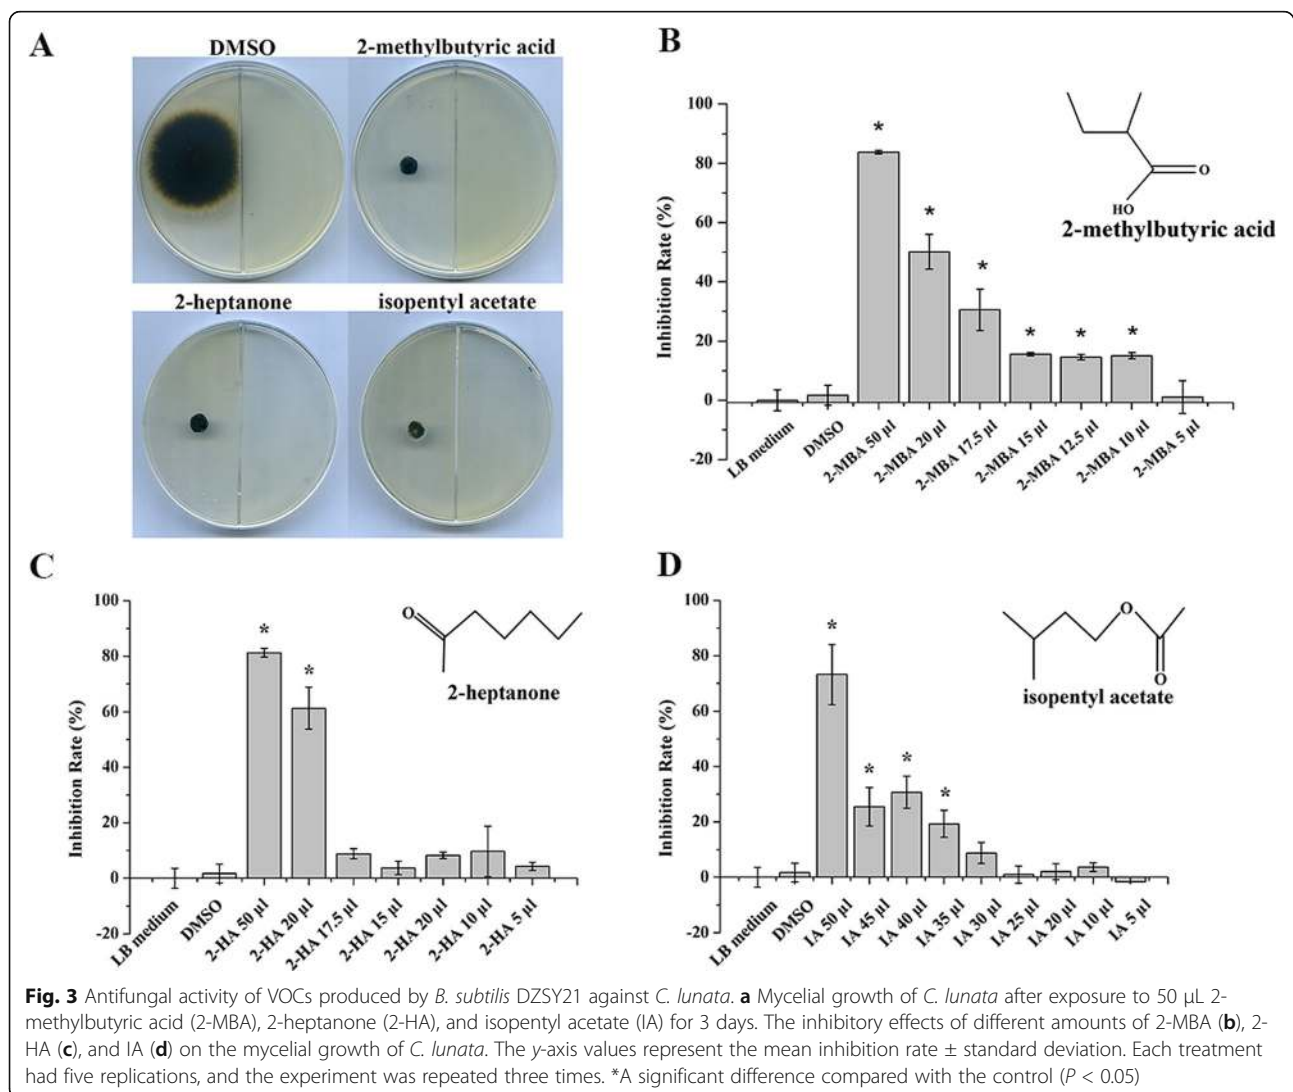 A
DMSO
2-methylbutyric acid
2-heptanone
isopentyl acetate
B
Inhibition Rate (%)
100
80
60
40
20
0
-20
*
*
*
*
*
*
O
HO
2-methylbutyric acid
LB medium
DMSO
2-MBA 50 µl
2-MBA 20 µl
2-MBA 17.5 µl
2-MBA 15 µl
2-MBA 12.5 µl
2-MBA 10 µl
2-MBA 5 µl
C
Inhibition Rate (%)
100
80
60
40
20
0
-20
*
*
O
2-heptanone
LB medium
DMSO
2-HA 50 µl
2-HA 20 µl
2-HA 17.5 µl
2-HA 15 µl
2-HA 20 µl
2-HA 10 µl
2-HA 5 µl
D
Inhibition Rate (%)
100
80
60
40
20
0
-20
*
*
*
*
O
O
isopentyl acetate
LB medium
DMSO
IA 50 µl
IA 45 µl
IA 40 µl
IA 35 µl
IA 30 µl
IA 25 µl
IA 20 µl
IA 10 µl
IA 5 µl
Fig. 3 Antifungal activity of VOCs produced by B. subtilis DZSY21 against C. lunata. a Mycelial growth of C. lunata after exposure to 50 µL 2-
methylbutyric acid (2-MBA), 2-heptanone (2-HA), and isopentyl acetate (IA) for 3 days. The inhibitory effects of different amounts of 2-MBA (b), 2-
HA (c), and IA (d) on the mycelial growth of C. lunata. The y-axis values represent the mean inhibition rate ± standard deviation. Each treatment
had five replications, and the experiment was repeated three times. *A significant difference compared with the control (P < 0.05)